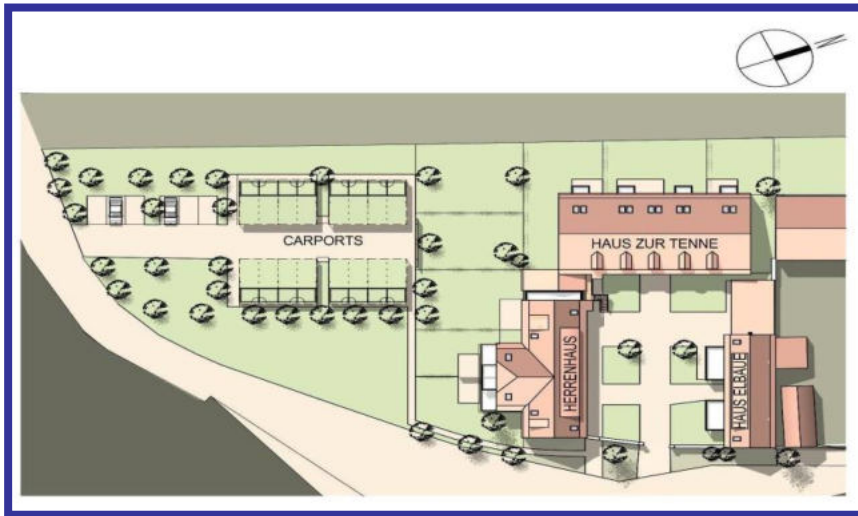 N
CARPORTS
HAUS ZUR TENNE
HERRENHAUS
HAUS ELBAUE